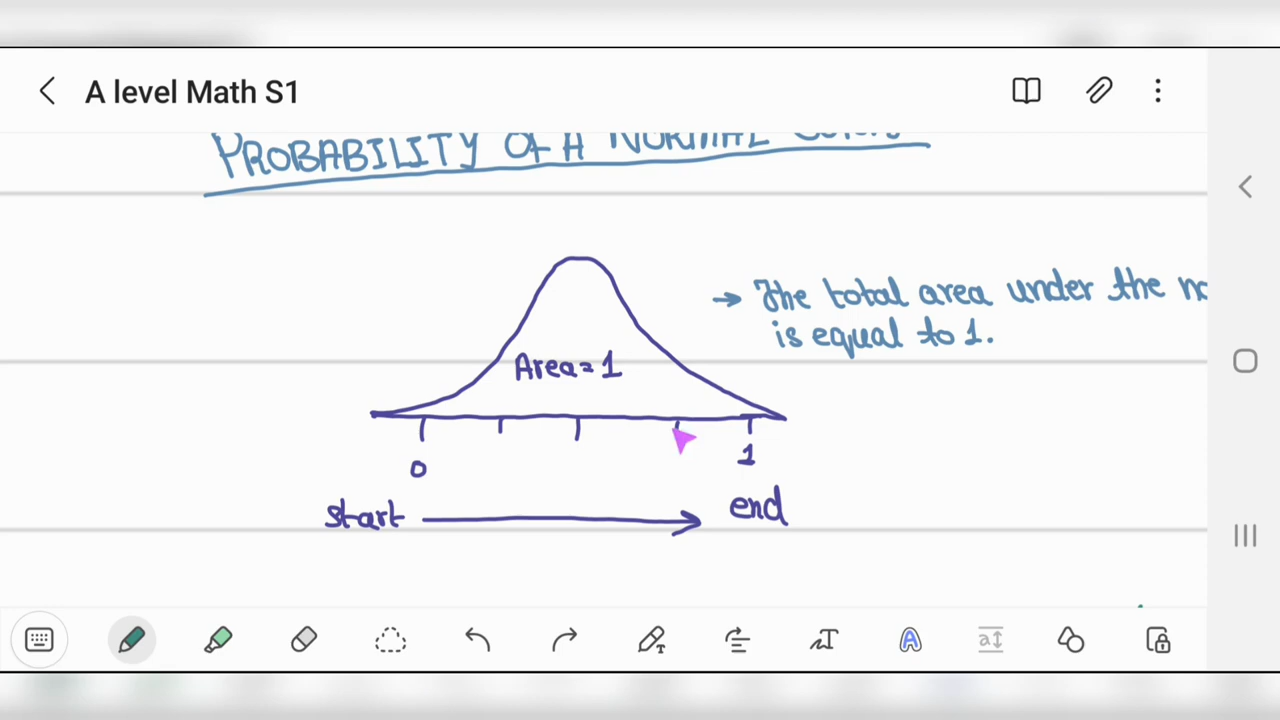 A level Math S1
PROBABILITY OF A NORMAL
→ The total area under the
is equal to 1.
Area = 1
0 1
start end